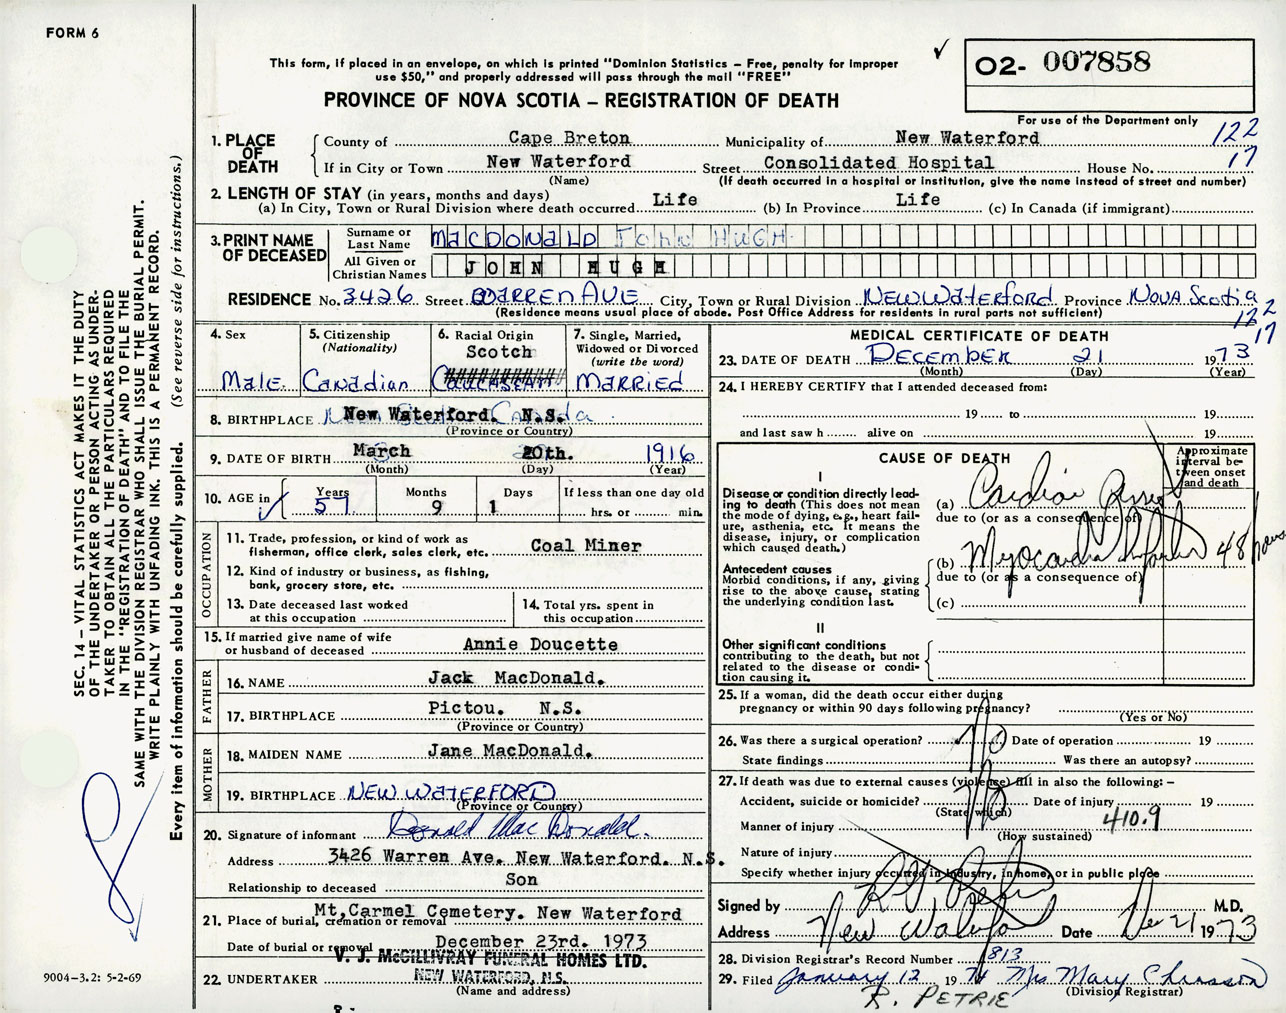 FORM 6
This form, if placed in an envelope, on which is printed "Dominion Statistics – Free, penalty for improper
use $50," and properly addressed will pass through the mail "FREE"
✓ O2- 007858
PROVINCE OF NOVA SCOTIA – REGISTRATION OF DEATH
For use of the Department only
1. PLACE OF DEATH
County of Cape Breton Municipality of New Waterford 122
If in City or Town New Waterford Street Consolidated Hospital House No. 17
(Name) (If death occurred in a hospital or institution, give the name instead of street and number)
2. LENGTH OF STAY (in years, months and days)
(a) In City, Town or Rural Division where death occurred Life (b) In Province Life (c) In Canada (if immigrant)
3. PRINT NAME OF DECEASED
Surname or Last Name MACDONALD JOHN HUGH
All Given or Christian Names JOHN HUGH
RESIDENCE No. 3426 Street WARREN AVE City, Town or Rural Division NEW WATERFORD Province NOVA SCOTIA
(Residence means usual place of abode. Post Office Address for residents in rural parts not sufficient) 122
17
4. Sex Male
5. Citizenship (Nationality) Canadian
6. Racial Origin Scotch Caucasean
7. Single, Married, Widowed or Divorced (write the word) MARRIED
8. BIRTHPLACE New Waterford. N.S. Canada
(Province or Country)
9. DATE OF BIRTH March 20th. 1916
(Month) (Day) (Year)
10. AGE in Years 57 Months 9 Days 1 If less than one day old hrs. or min.
OCCUPATION
11. Trade, profession, or kind of work as fisherman, office clerk, sales clerk, etc. Coal Miner
12. Kind of industry or business, as fishing, bank, grocery store, etc.
13. Date deceased last worked at this occupation
14. Total yrs. spent in this occupation
15. If married give name of wife or husband of deceased Annie Doucette
FATHER
16. NAME Jack MacDonald.
17. BIRTHPLACE Pictou. N.S.
(Province or Country)
MOTHER
18. MAIDEN NAME Jane MacDonald.
19. BIRTHPLACE NEW WATERFORD
(Province or Country)
20. Signature of informant Donald MacDonald.
Address 3426 Warren Ave. New Waterford. N.S.
Relationship to deceased Son
21. Place of burial, cremation or removal Mt, Carmel Cemetery. New Waterford
Date of burial or removal December 23rd. 1973
22. UNDERTAKER V. J. McGILLIVRAY FUNERAL HOMES LTD.
NEW WATERFORD, N.S.
(Name and address)
MEDICAL CERTIFICATE OF DEATH
23. DATE OF DEATH DECEMBER 21 1973
(Month) (Day) (Year)
24. I HEREBY CERTIFY that I attended deceased from:
19 ... to 19
and last saw h alive on 19
CAUSE OF DEATH
Approximate interval between onset and death
I
Disease or condition directly leading to death (This does not mean the mode of dying, e.g., heart failure, asthenia, etc. It means the disease, injury, or complication which caused death.)
(a) Cardiac Arrest
due to (or as a consequence of)
Antecedent causes
Morbid conditions, if any, giving rise to the above cause, stating the underlying condition last.
(b) Myocardial Infarction 48 hours
due to (or as a consequence of)
(c)
II
Other significant conditions
contributing to the death, but not related to the disease or condition causing it.
25. If a woman, did the death occur either during pregnancy or within 90 days following pregnancy?
(Yes or No)
26. Was there a surgical operation? No Date of operation 19
State findings Was there an autopsy?
27. If death was due to external causes (violence) fill in also the following: –
Accident, suicide or homicide? No Date of injury 19
(State which)
Manner of injury 410.9
(How sustained)
Nature of injury
Specify whether injury occurred in industry, in home, or in public place
Signed by M.D.
Address New Waterford Date Dec 21 1973
28. Division Registrar's Record Number 813
29. Filed January 12 1974 Mrs Mary
(Division Registrar)
R. PETRIE
SEC. 14 – VITAL STATISTICS ACT MAKES IT THE DUTY
OF THE UNDERTAKER OR PERSON ACTING AS UNDER-
TAKER TO OBTAIN ALL THE PARTICULARS REQUIRED
IN THE "REGISTRATION OF DEATH" AND TO FILE THE
SAME WITH THE DIVISION REGISTRAR WHO SHALL ISSUE THE BURIAL PERMIT.
WRITE PLAINLY WITH UNFADING INK. THIS IS A PERMANENT RECORD.
Every item of information should be carefully supplied. (See reverse side for instructions.)
9004–3.2: 5-2-69